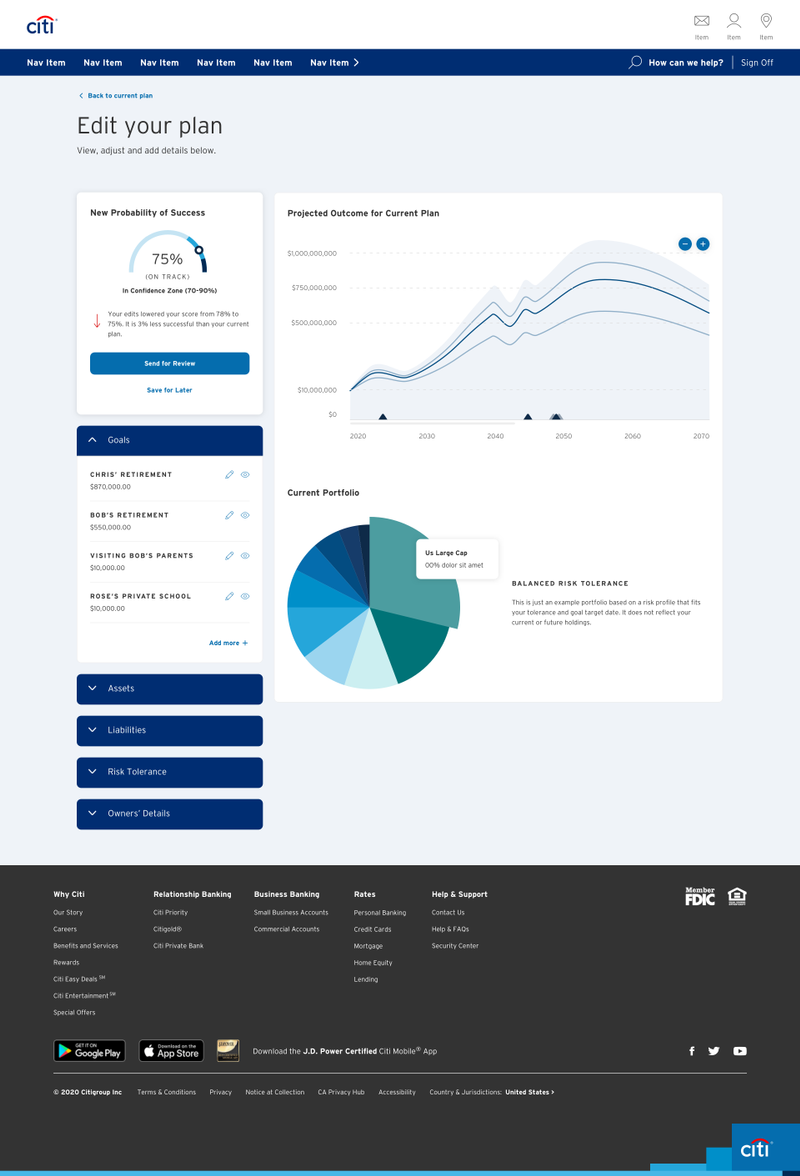 citi
Item
Item
Item
Nav Item
Nav Item
Nav Item
Nav Item
Nav Item
Nav Item
How can we help?
Sign Off
Back to current plan
Edit your plan
View, adjust and add details below.
New Probability of Success
75%
(ON TRACK)
In Confidence Zone (70-90%)
Your edits lowered your score from 78% to
75%. It is 3% less successful than your current
plan.
Send for Review
Save for Later
Goals
CHRIS' RETIREMENT
$870,000.00
BOB'S RETIREMENT
$550,000.00
VISITING BOB'S PARENTS
$10,000.00
ROSE'S PRIVATE SCHOOL
$10,000.00
Add more +
Assets
Liabilities
Risk Tolerance
Owners' Details
Projected Outcome for Current Plan
$1,000,000,000
$750,000,000
$500,000,000
$10,000,000
$0
2020
2030
2040
2050
2060
2070
Current Portfolio
Us Large Cap
00% dolor sit amet
BALANCED RISK TOLERANCE
This is just an example portfolio based on a risk profile that fits
your tolerance and goal target date. It does not reflect your
current or future holdings.
Why Citi
Our Story
Careers
Benefits and Services
Rewards
Citi Easy Deals SM
Citi Entertainment SM
Special Offers
Relationship Banking
Citi Priority
Citigold®
Citi Private Bank
Business Banking
Small Business Accounts
Commercial Accounts
Rates
Personal Banking
Credit Cards
Mortgage
Home Equity
Lending
Help & Support
Contact Us
Help & FAQs
Security Center
Member
FDIC
GET IT ON
Google Play
Download on the
App Store
Download the J.D. Power Certified Citi Mobile® App
© 2020 Citigroup Inc
Terms & Conditions
Privacy
Notice at Collection
CA Privacy Hub
Accessibility
Country & Jurisdictions: United States >
citi